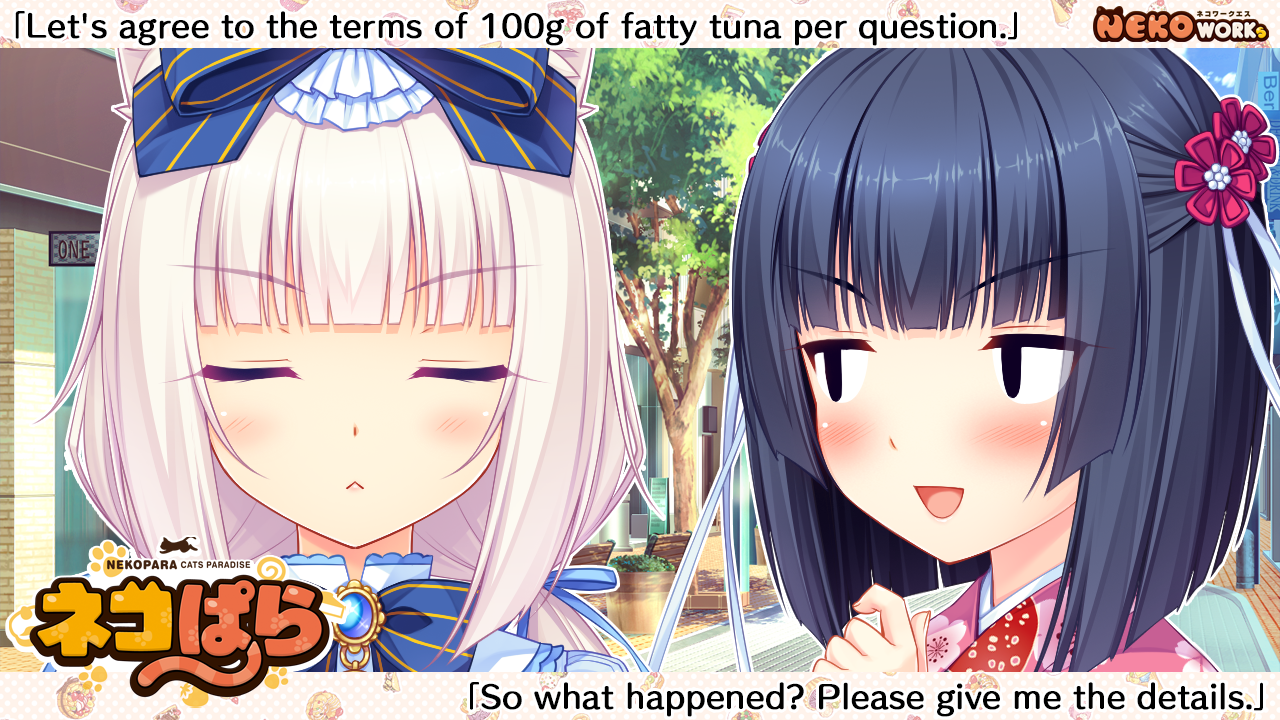 「Let's agree to the terms of 100g of fatty tuna per question.」
ネコワークス
NEKO WORKs
ONE
NEKOPARA CATS PARADISE
ネコぱら
「So what happened? Please give me the details.」